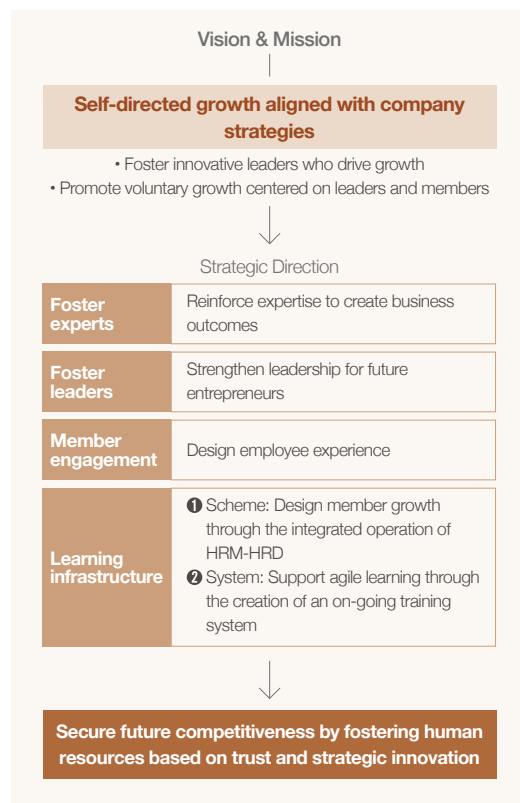 Vision & Mission
Self-directed growth aligned with company
strategies
• Foster innovative leaders who drive growth
• Promote voluntary growth centered on leaders and members
Strategic Direction
Foster
experts
Reinforce expertise to create business
outcomes
Foster
leaders
Strengthen leadership for future
entrepreneurs
Member
engagement
Design employee experience
Learning
infrastructure
❶ Scheme: Design member growth
through the integrated operation of
HRM-HRD
❷ System: Support agile learning through
the creation of an on-going training
system
Secure future competitiveness by fostering human
resources based on trust and strategic innovation